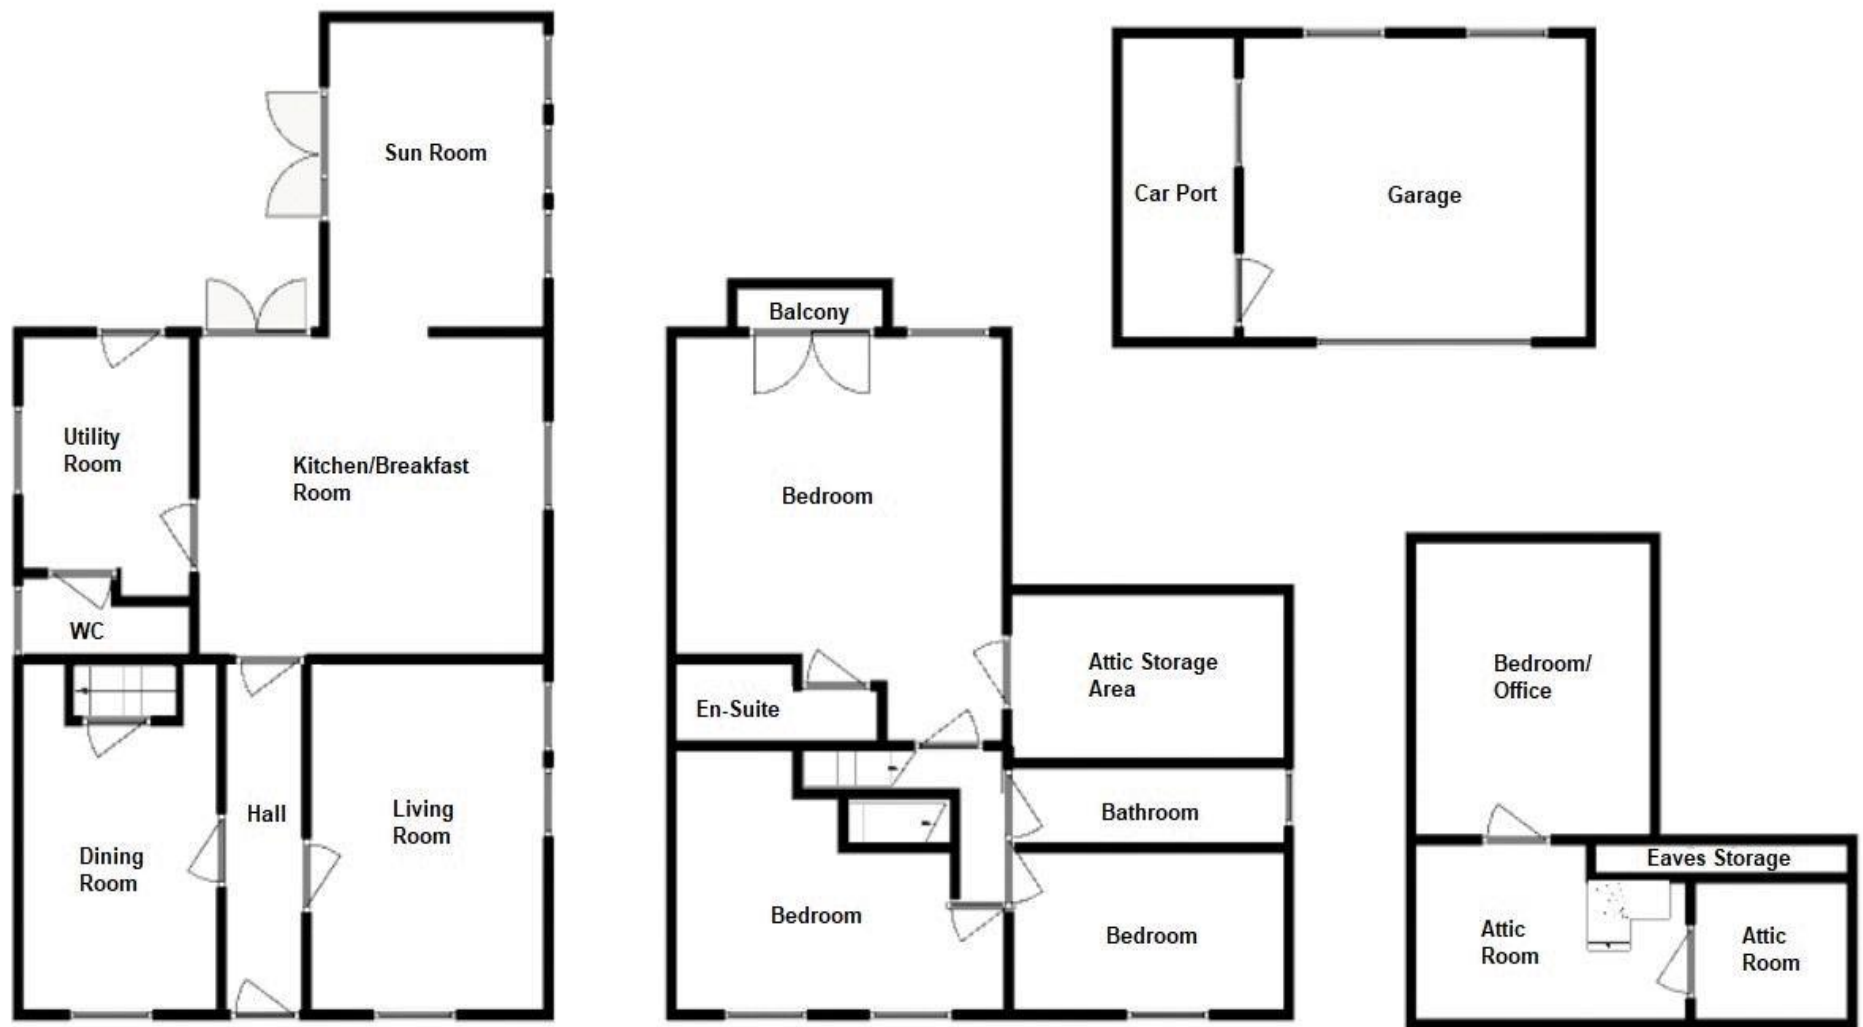 Sun Room
Utility
Room
Kitchen/Breakfast
Room
WC
Hall
Living
Room
Dining
Room
Balcony
Bedroom
Attic Storage
Area
En-Suite
Bathroom
Bedroom
Bedroom
Car Port
Garage
Bedroom/
Office
Eaves Storage
Attic
Room
Attic
Room